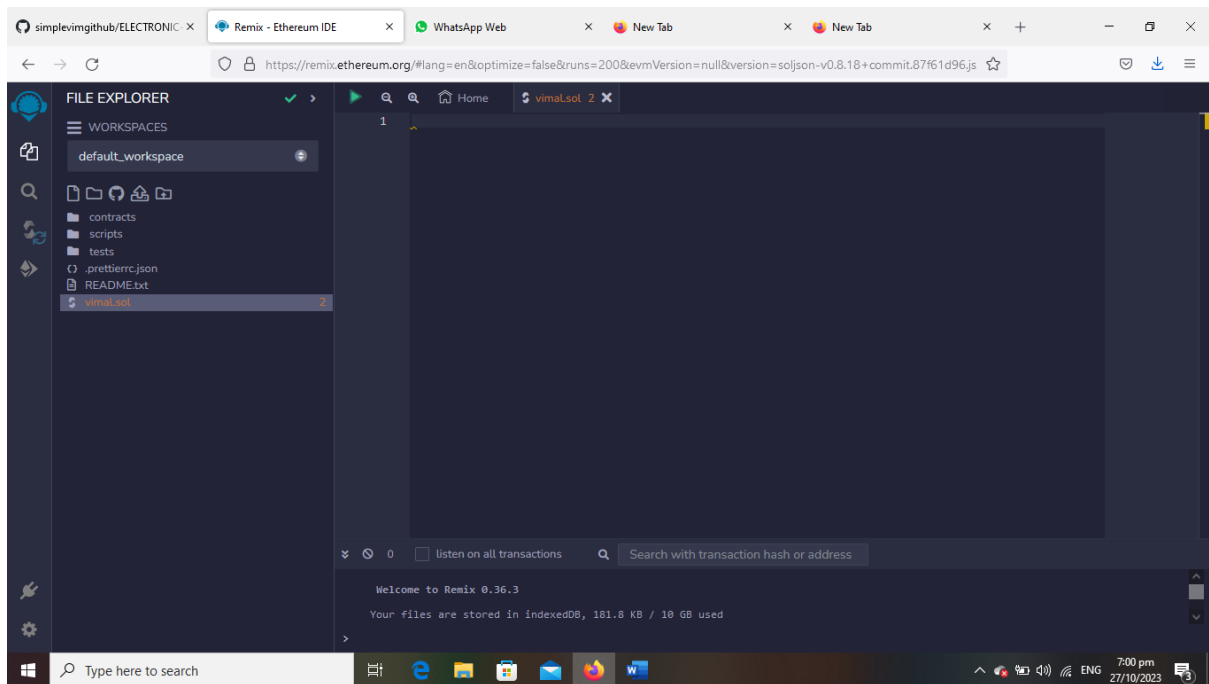 simplevimgithub/ELECTRONIC-
Remix - Ethereum IDE
WhatsApp Web
New Tab
New Tab
https://remix.ethereum.org/#lang=en&optimize=false&runs=200&evmVersion=null&version=soljson-v0.8.18+commit.87f61d96.js
FILE EXPLORER
Home
vimal.sol 2
WORKSPACES
1
default_workspace
contracts
scripts
tests
.prettierrc.json
README.txt
vimal.sol 2
0 listen on all transactions Search with transaction hash or address
Welcome to Remix 0.36.3
Your files are stored in indexedDB, 181.8 KB / 10 GB used
>
Type here to search
ENG
7:00 pm
27/10/2023
3